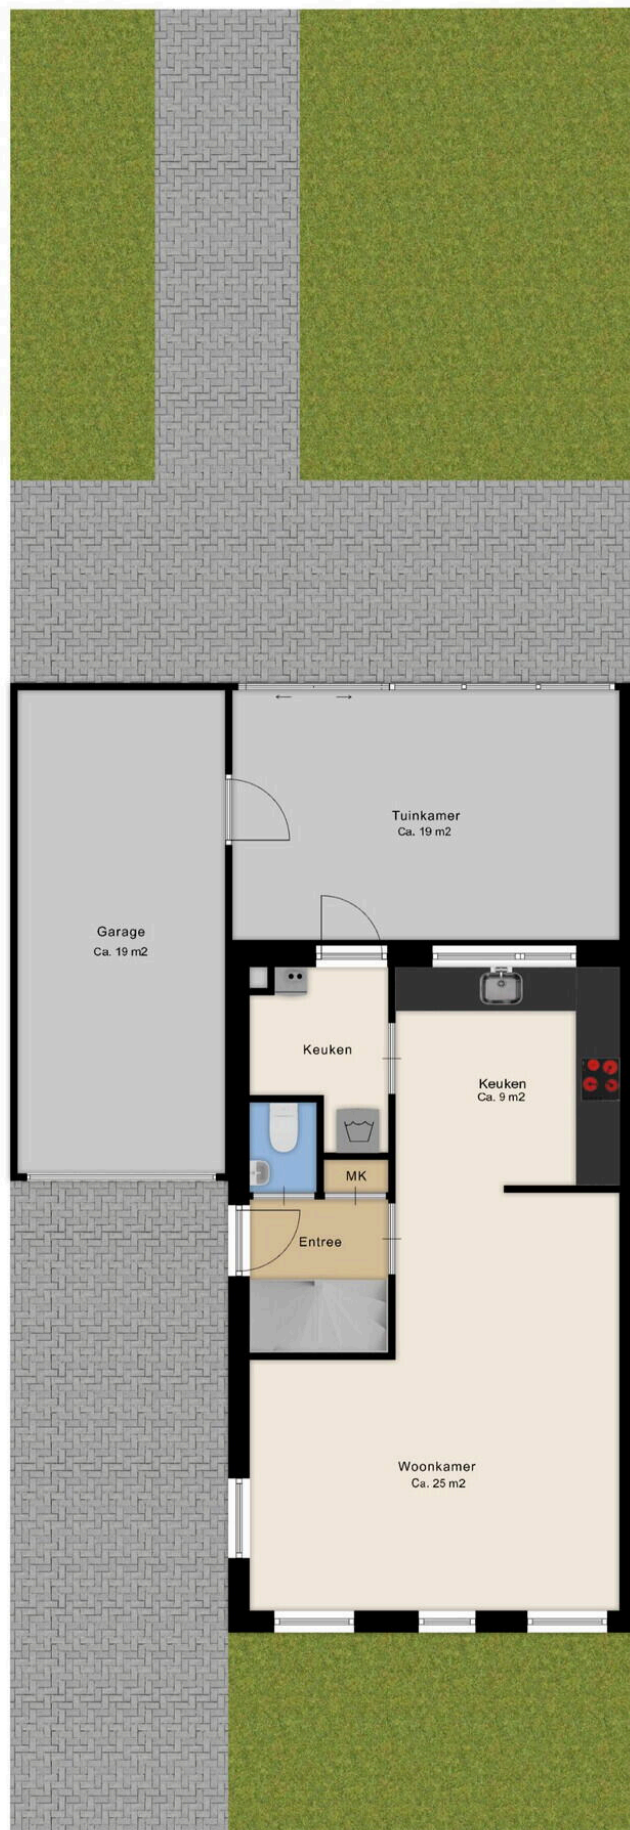 Tuinkamer
Ca. 19 m2
Garage
Ca. 19 m2
Keuken
Keuken
Ca. 9 m2
MK
Entree
Woonkamer
Ca. 25 m2